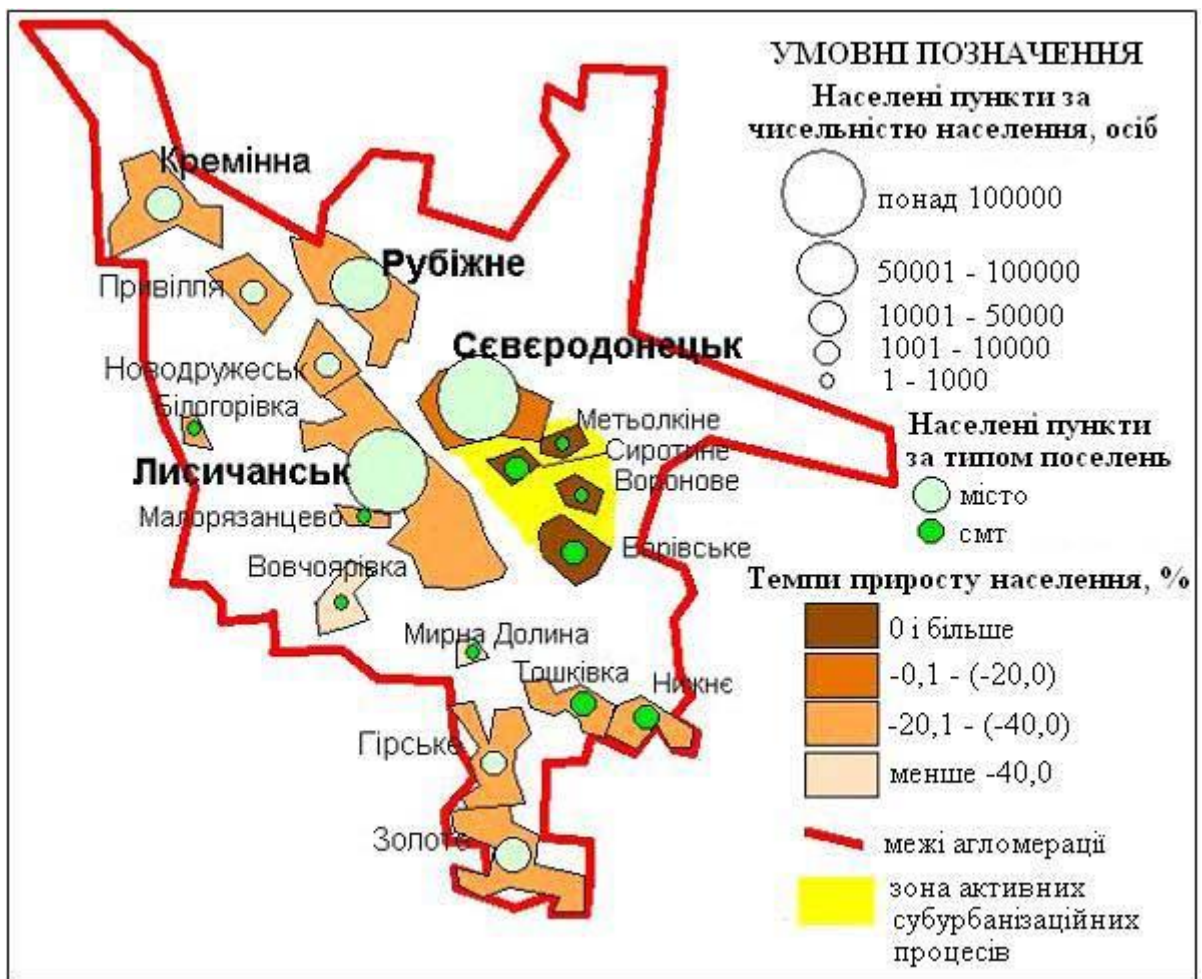 УМОВНІ ПОЗНАЧЕННЯ
Населені пункти за
чисельністю населення, осіб
понад 100000
50001 - 100000
10001 - 50000
1001 - 10000
1 - 1000
Населені пункти
за типом поселень
місто
смт
Темпи приросту населення, %
0 і більше
-0,1 - (-20,0)
-20,1 - (-40,0)
менше -40,0
межі агломерації
зона активних
субурбанізаційних
процесів
Кремінна
Рубіжне
Привілля
Сєвєродонецьк
Новодружеськ
Білогорівка
Метьолкіне
Сиротине
Лисичанськ
Воронове
Малорязанцево
Борівське
Вовчоярівка
Мирна Долина
Тошківка
Нижнє
Гірське
Золоте